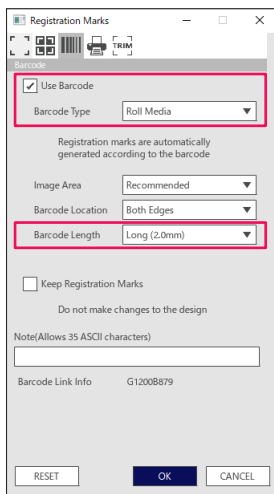 Registration Marks
TRIM
Barcode
Use Barcode
Barcode Type Roll Media
Registration marks are automatically
generated according to the barcode
Image Area Recommended
Barcode Location Both Edges
Barcode Length Long (2.0mm)
Keep Registration Marks
Do not make changes to the design
Note(Allows 35 ASCII characters)
Barcode Link Info G1200B879
RESET OK CANCEL